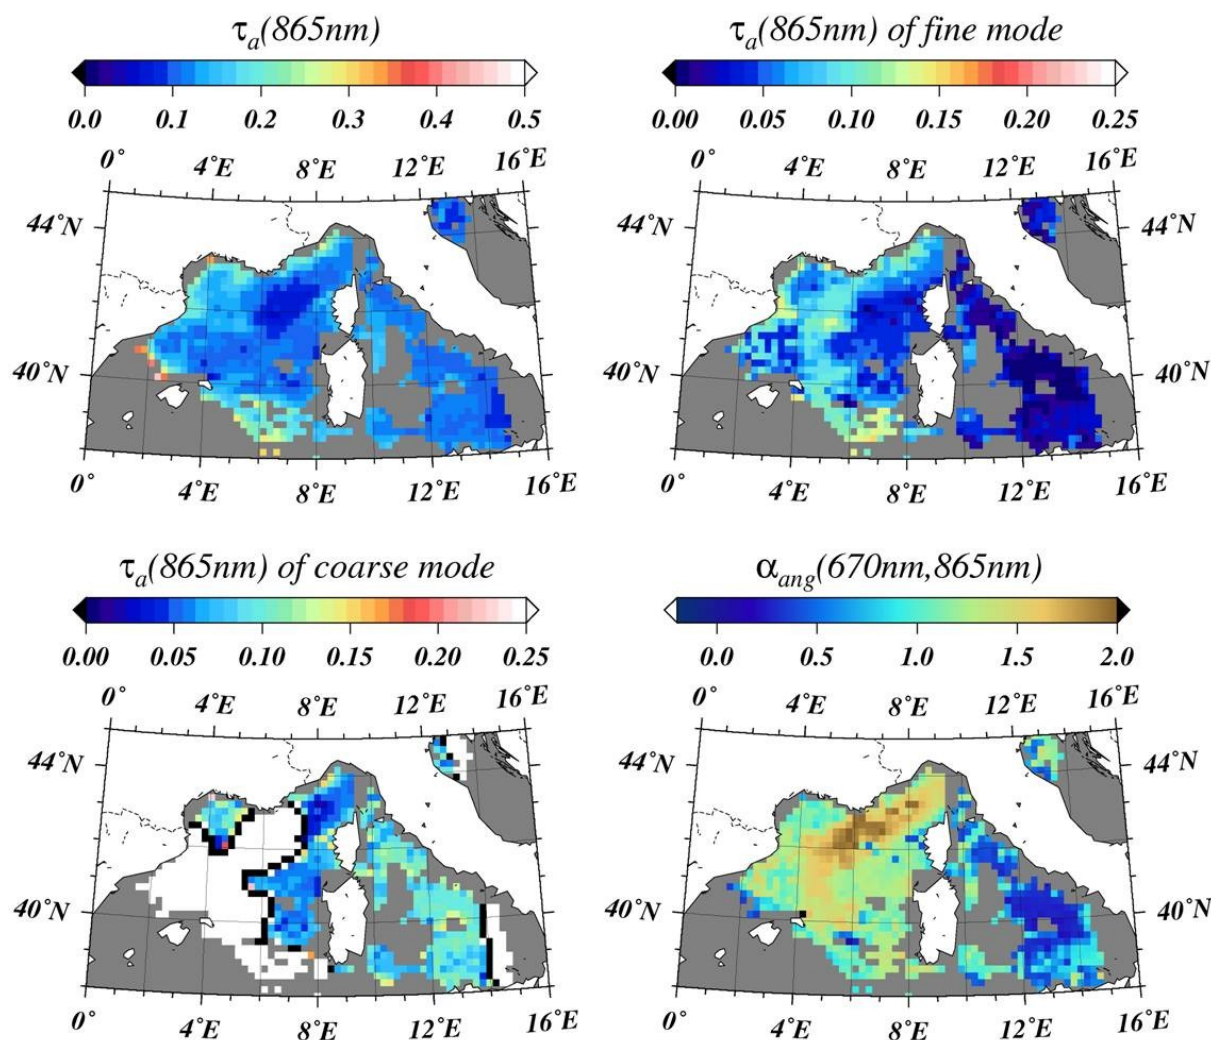 τa(865nm)
0.0 0.1 0.2 0.3 0.4 0.5
0° 4°E 8°E 12°E 16°E
44°N
40°N
0° 4°E 8°E 12°E 16°E
τa(865nm) of fine mode
0.00 0.05 0.10 0.15 0.20 0.25
0° 4°E 8°E 12°E 16°E
44°N 44°N
40°N 40°N
0° 4°E 8°E 12°E 16°E
τa(865nm) of coarse mode
0.00 0.05 0.10 0.15 0.20 0.25
0° 4°E 8°E 12°E 16°E
44°N
40°N
0° 4°E 8°E 12°E 16°E
αang(670nm,865nm)
0.0 0.5 1.0 1.5 2.0
0° 4°E 8°E 12°E 16°E
44°N 44°N
40°N 40°N
0° 4°E 8°E 12°E 16°E